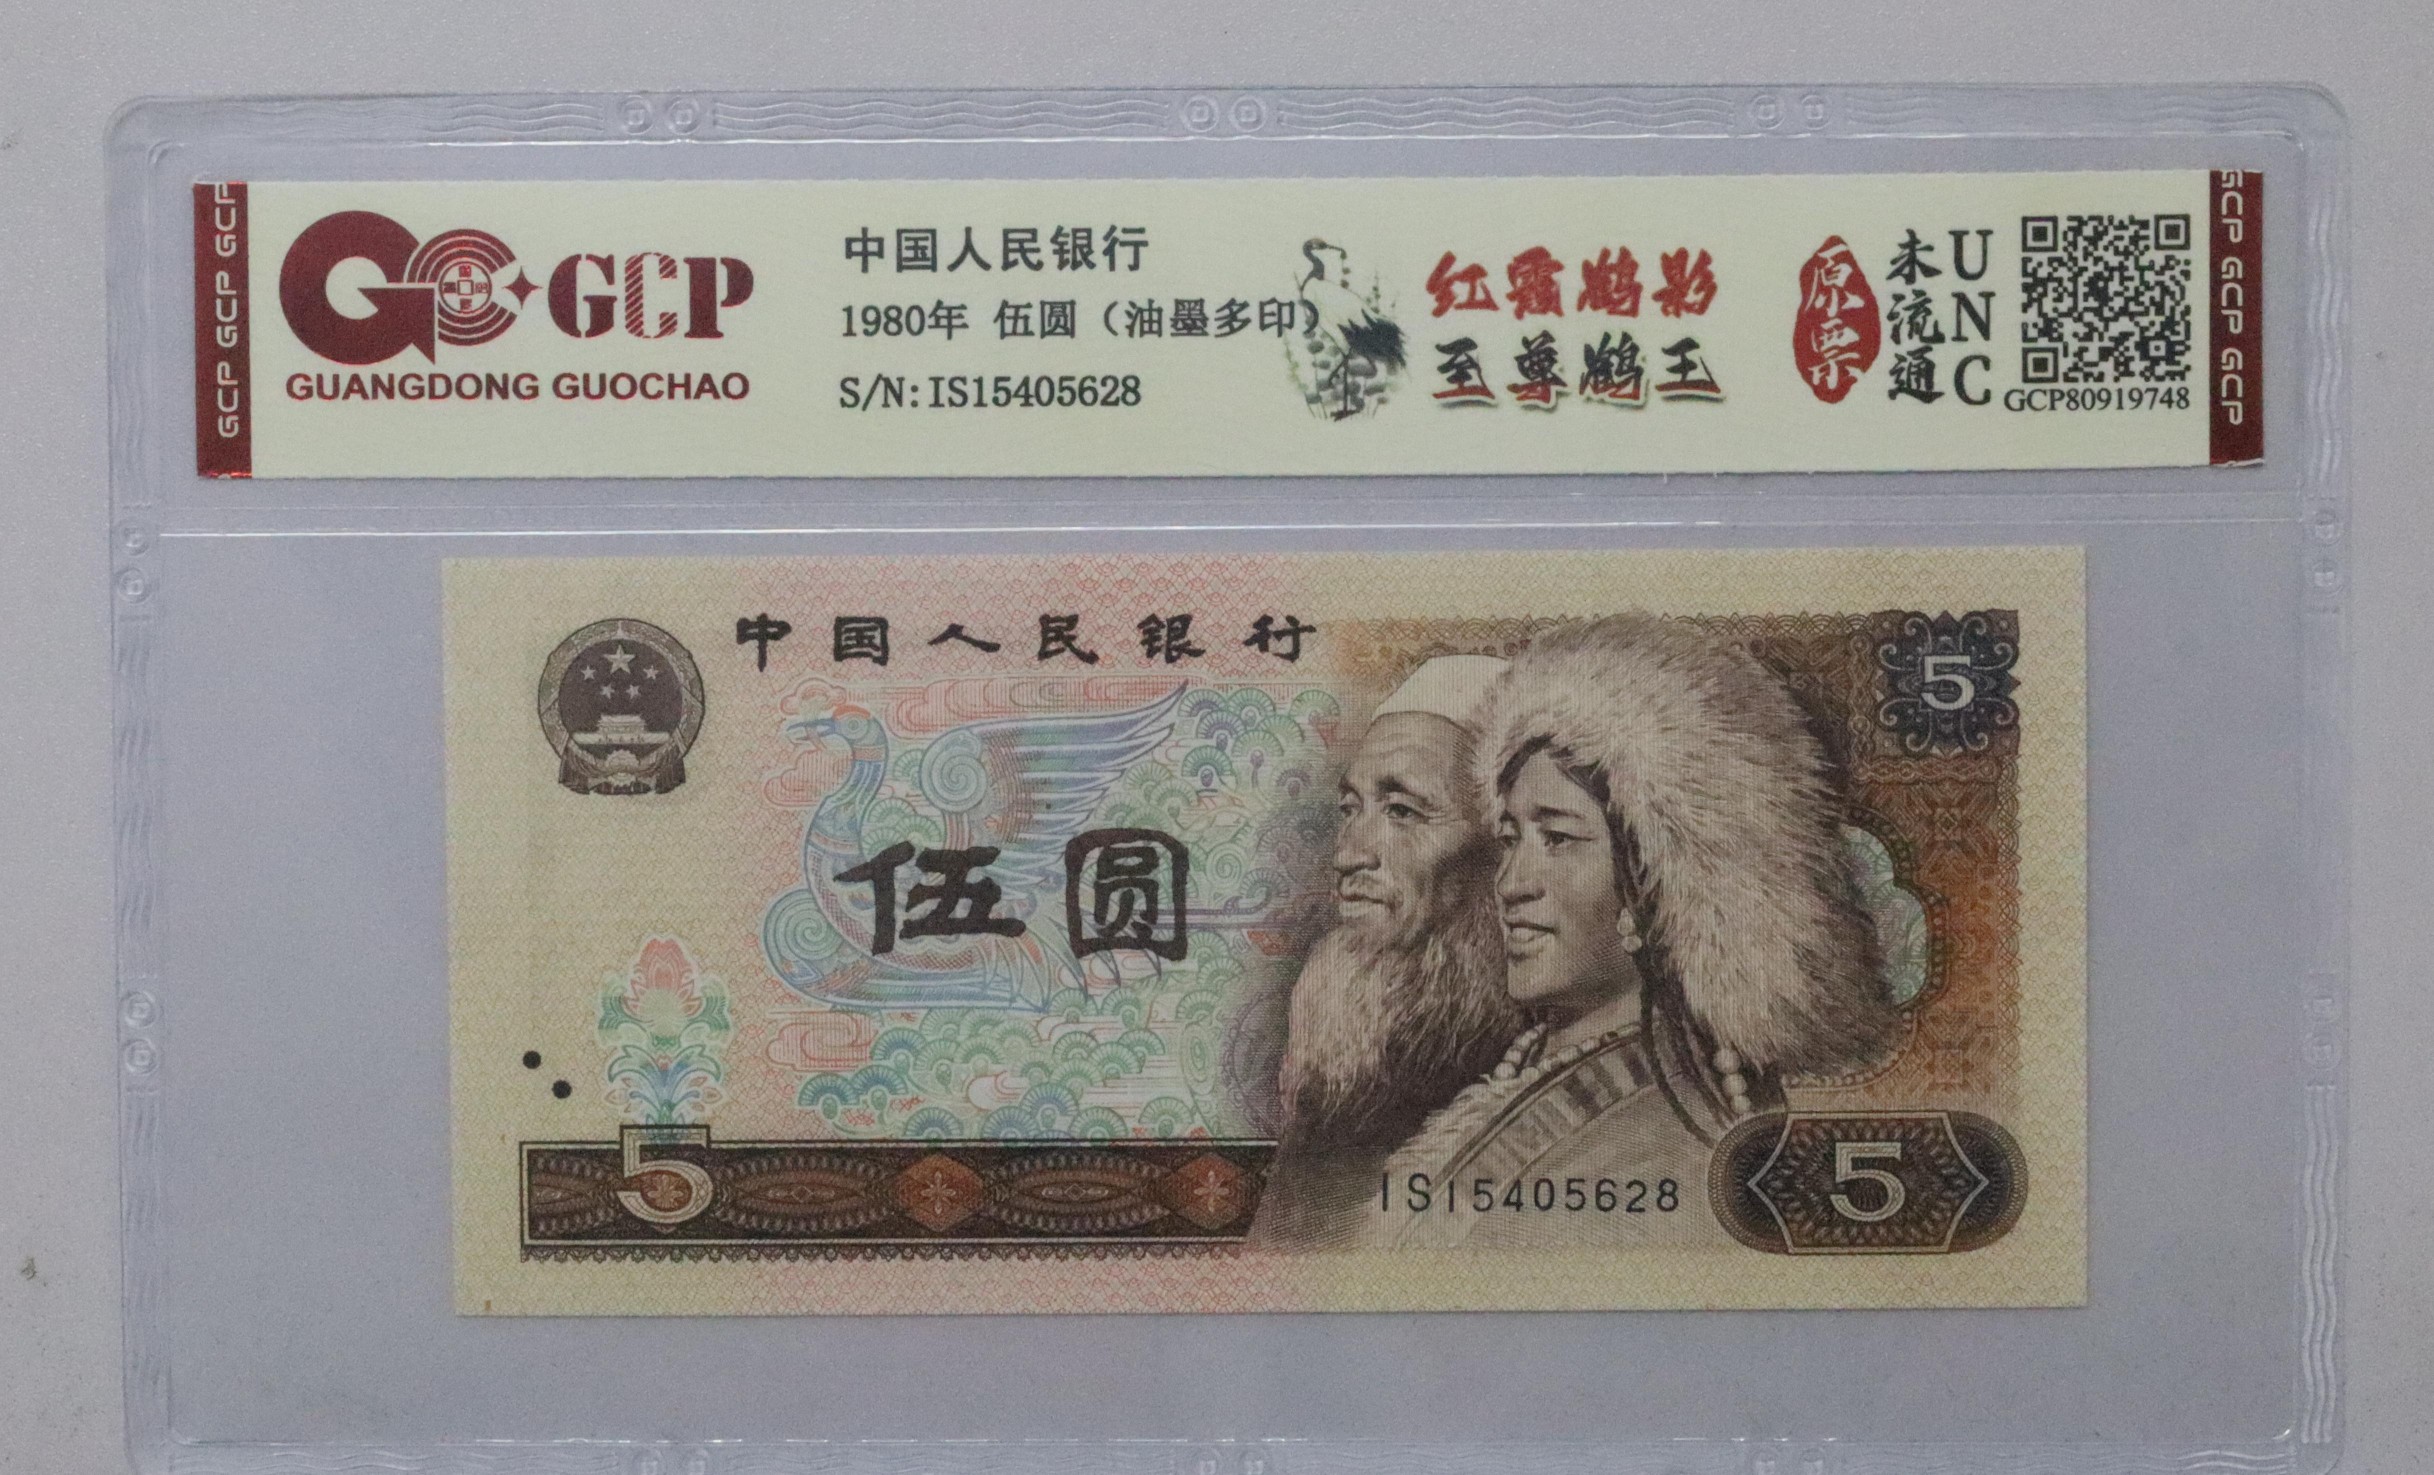 GCP GCP GCP
GCP
GUANGDONG GUOCHAO
中国人民银行
1980年 伍圆（油墨多印）
S/N:IS15405628
红霞鹤影
至尊鹤王
原票
未流通
UNC
GCP80919748
GCP GCP GCP
中国人民银行
5
伍圆
5
IS15405628
5